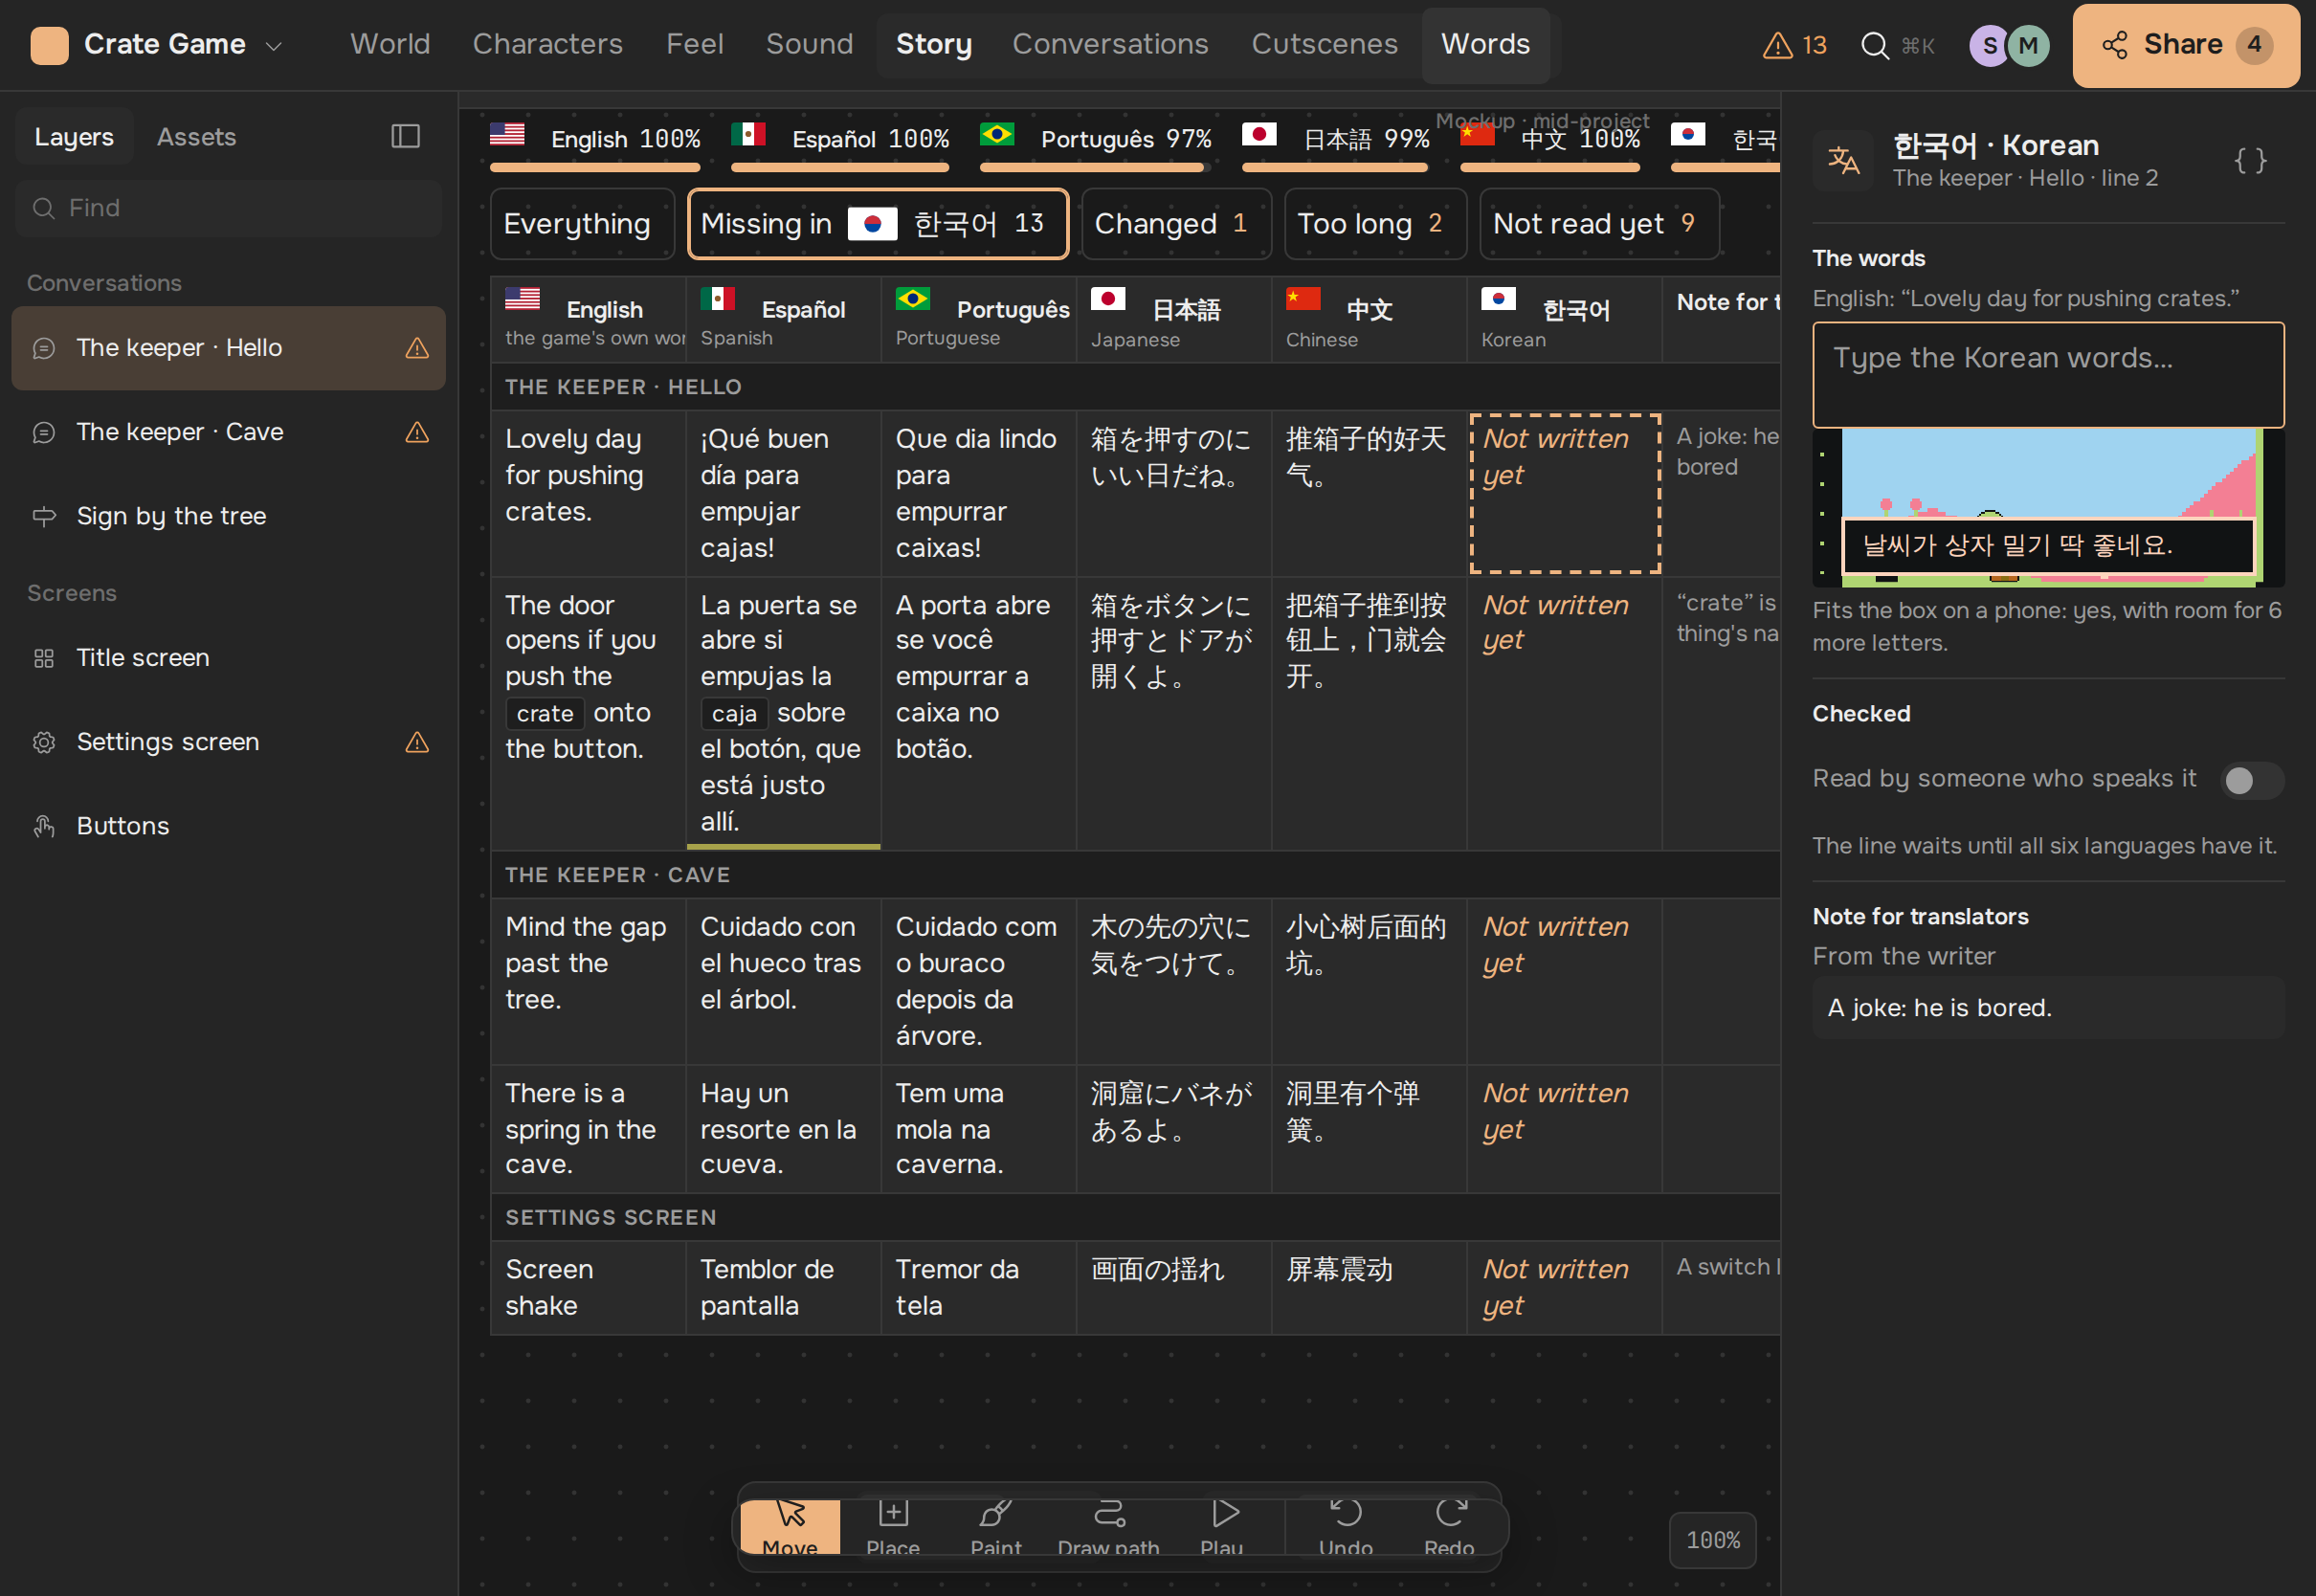 Crate Game
World
Characters
Feel
Sound
Story
Conversations
Cutscenes
Words
13
⌘K
S
M
Share 4
Layers
Assets
Find
Conversations
The keeper · Hello
The keeper · Cave
Sign by the tree
Screens
Title screen
Settings screen
Buttons
Mockup · mid-project
English 100%
Español 100%
Português 97%
日本語 99%
中文 100%
한국
Everything
Missing in 한국어 13
Changed 1
Too long 2
Not read yet 9
English
the game's own wor
Español
Spanish
Português
Portuguese
日本語
Japanese
中文
Chinese
한국어
Korean
Note for t
THE KEEPER · HELLO
Lovely day
for pushing
crates.
¡Qué buen
día para
empujar
cajas!
Que dia lindo
para
empurrar
caixas!
箱を押すのに
いい日だね。
推箱子的好天
气。
Not written
yet
A joke: he
bored
The door
opens if you
push the
crate onto
the button.
La puerta se
abre si
empujas la
caja sobre
el botón, que
está justo
allí.
A porta abre
se você
empurrar a
caixa no
botão.
箱をボタンに
押すとドアが
開くよ。
把箱子推到按
钮上，门就会
开。
Not written
yet
“crate” is
thing's na
THE KEEPER · CAVE
Mind the gap
past the
tree.
Cuidado con
el hueco tras
el árbol.
Cuidado com
o buraco
depois da
árvore.
木の先の穴に
気をつけて。
小心树后面的
坑。
Not written
yet
There is a
spring in the
cave.
Hay un
resorte en la
cueva.
Tem uma
mola na
caverna.
洞窟にバネが
あるよ。
洞里有个弹
簧。
Not written
yet
SETTINGS SCREEN
Screen
shake
Temblor de
pantalla
Tremor da
tela
画面の揺れ
屏幕震动
Not written
yet
A switch l
Move
Place
Paint
Draw path
Play
Undo
Redo
100%
한국어 · Korean
The keeper · Hello · line 2
{ }
The words
English: “Lovely day for pushing crates.”
Type the Korean words...
날씨가 상자 밀기 딱 좋네요.
Fits the box on a phone: yes, with room for 6
more letters.
Checked
Read by someone who speaks it
The line waits until all six languages have it.
Note for translators
From the writer
A joke: he is bored.